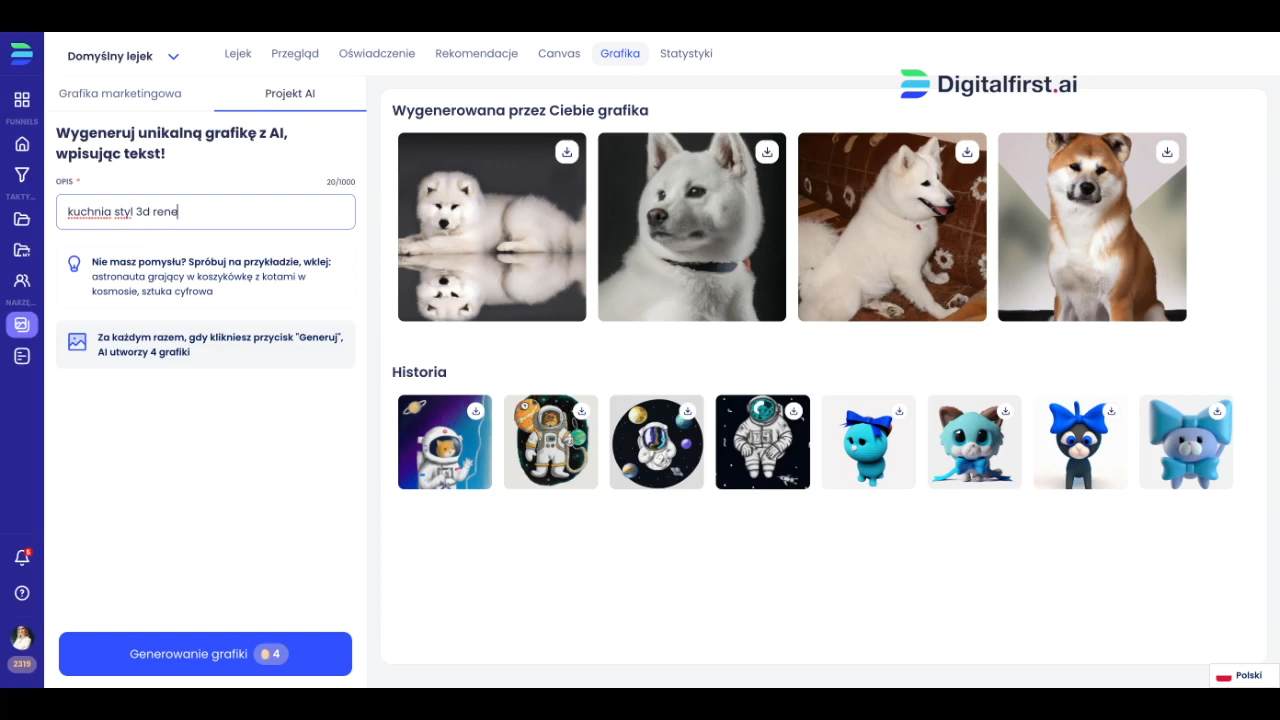 Domyślny lejek
Lejek Przegląd Oświadczenie Rekomendacje Canvas Grafika Statystyki
Digitalfirst.ai
FUNNELS
TAKTY...
NARZĘ...
2319
Grafika marketingowa Projekt AI
Wygeneruj unikalną grafikę z AI,
wpisując tekst!
OPIS * 20/1000
kuchnia styl 3d rene
Nie masz pomysłu? Spróbuj na przykładzie, wklej:
astronauta grający w koszykówkę z kotami w
kosmosie, sztuka cyfrowa
Za każdym razem, gdy klikniesz przycisk "Generuj",
AI utworzy 4 grafiki
Generowanie grafiki 4
Wygenerowana przez Ciebie grafika
Historia
Polski